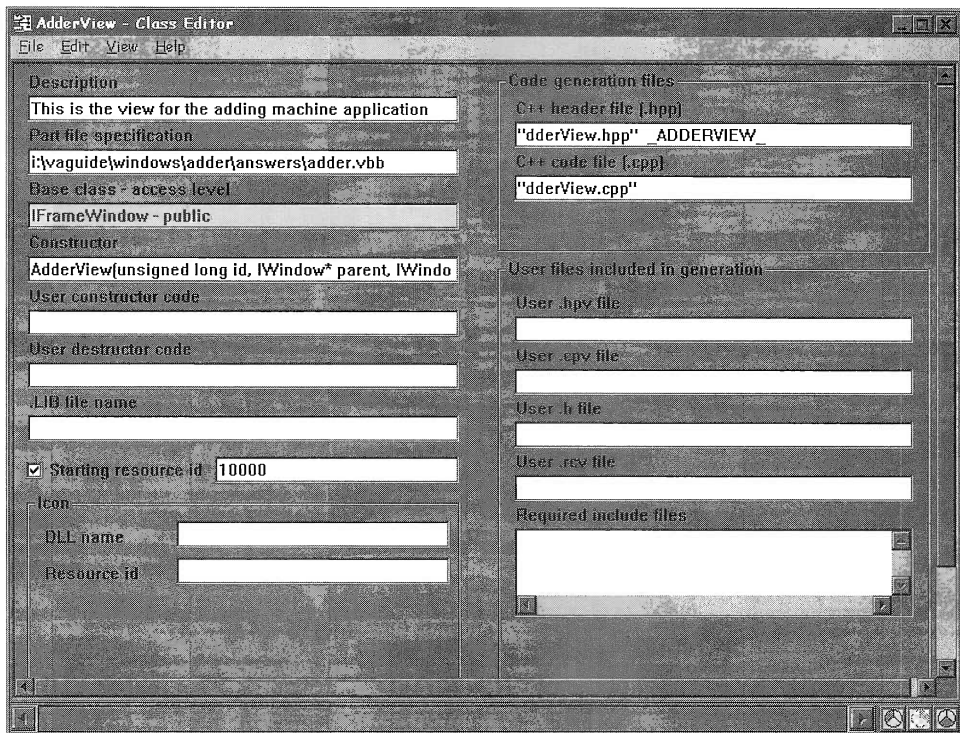 AdderView - Class Editor
File Edit View Help
Description
This is the view for the adding machine application
Part file specification
i:\vaguide\windows\adder\answers\adder.vbb
Base class - access level
IFrameWindow - public
Constructor
AdderView(unsigned long id, IWindow* parent, IWindo
User constructor code
User destructor code
.LIB file name
Starting resource id 10000
Icon
DLL name
Resource id
Code generation files
C++ header file (.hpp)
"dderView.hpp" _ADDERVIEW_
C++ code file (.cpp)
"dderView.cpp"
User files included in generation
User .hpv file
User .cpv file
User .h file
User .rcv file
Required include files